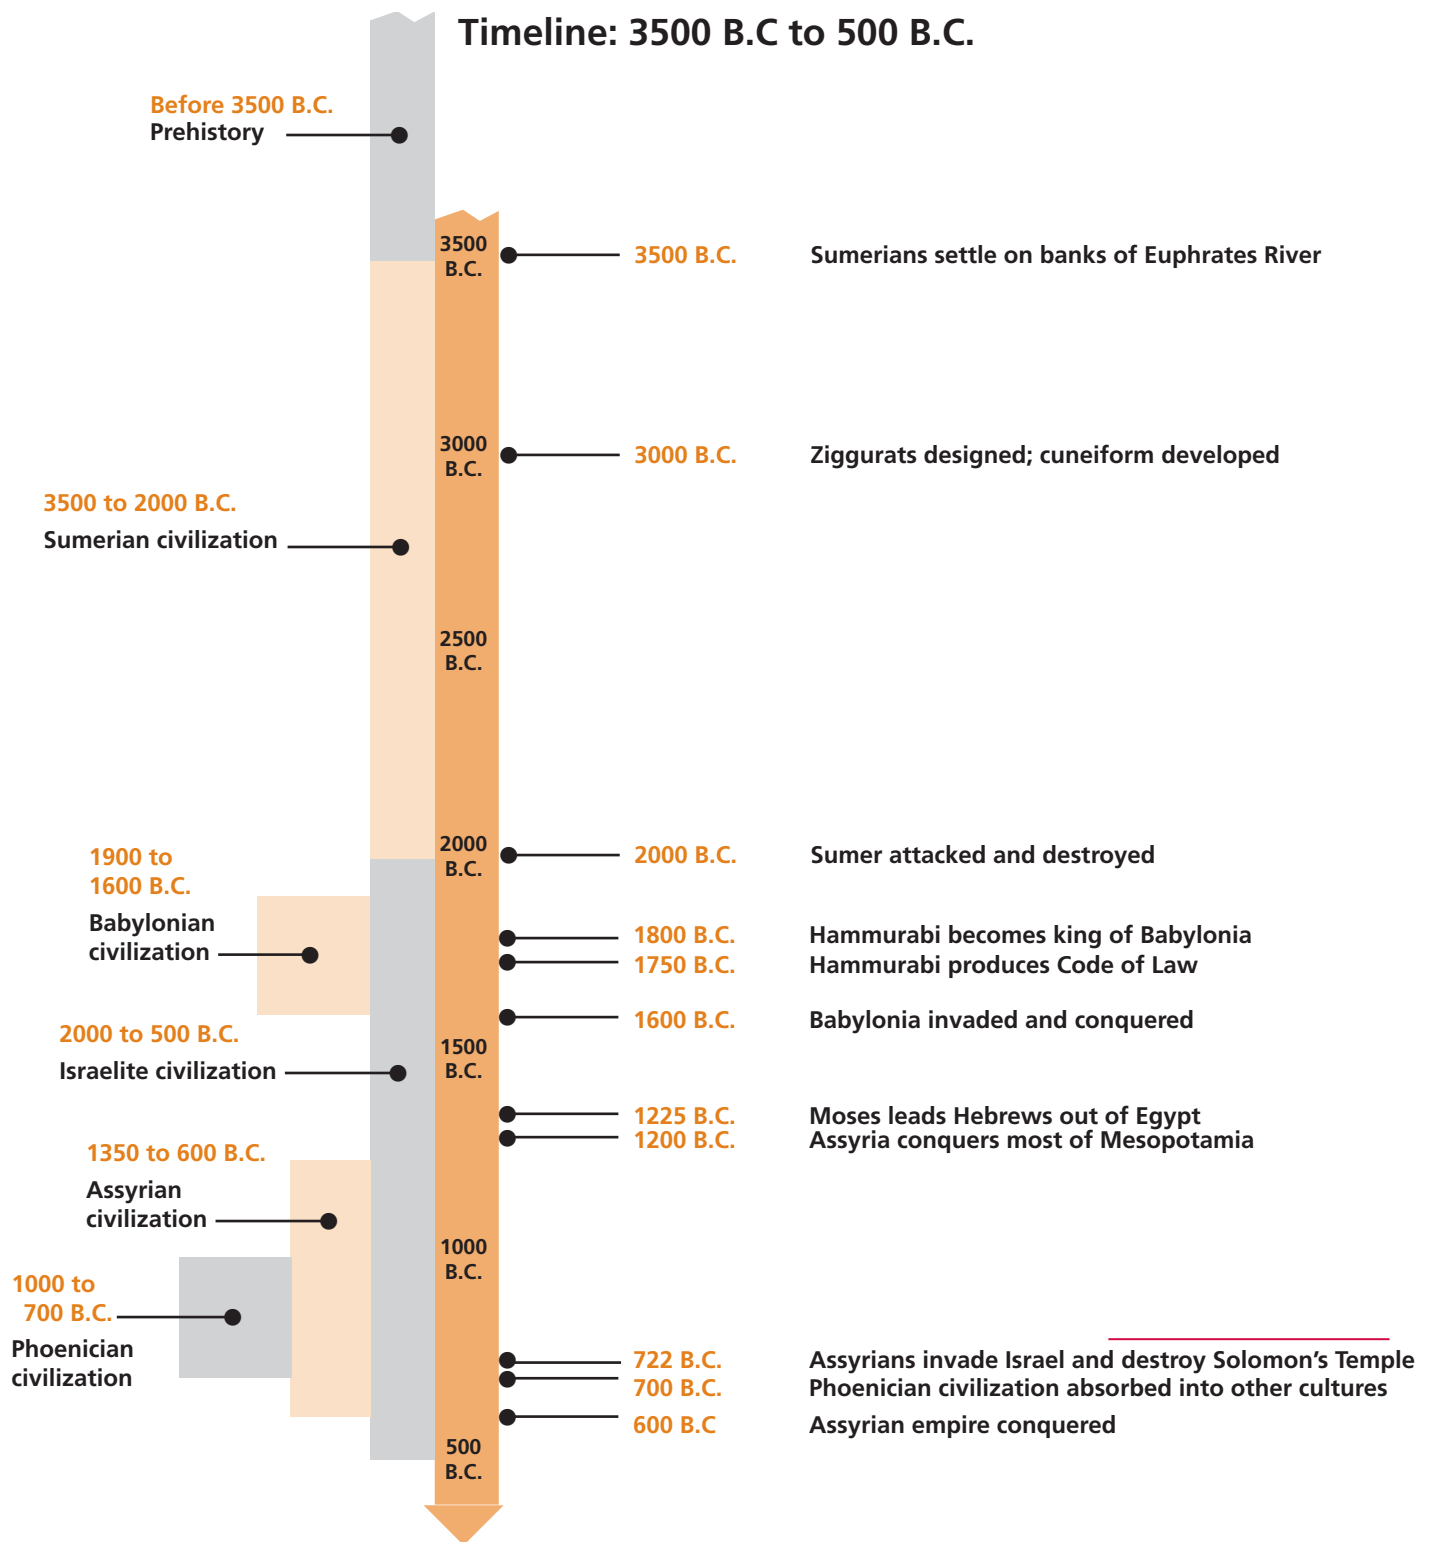 Timeline: 3500 B.C to 500 B.C.
Before 3500 B.C.
Prehistory
3500
B.C.
3500 B.C. Sumerians settle on banks of Euphrates River
3000
B.C.
3000 B.C. Ziggurats designed; cuneiform developed
3500 to 2000 B.C.
Sumerian civilization
2500
B.C.
2000
B.C.
2000 B.C. Sumer attacked and destroyed
1900 to
1600 B.C.
Babylonian
civilization
1800 B.C. Hammurabi becomes king of Babylonia
1750 B.C. Hammurabi produces Code of Law
1600 B.C. Babylonia invaded and conquered
2000 to 500 B.C.
Israelite civilization
1500
B.C.
1225 B.C. Moses leads Hebrews out of Egypt
1200 B.C. Assyria conquers most of Mesopotamia
1350 to 600 B.C.
Assyrian
civilization
1000
B.C.
1000 to
700 B.C.
Phoenician
civilization
722 B.C. Assyrians invade Israel and destroy Solomon's Temple
700 B.C. Phoenician civilization absorbed into other cultures
600 B.C Assyrian empire conquered
500
B.C.